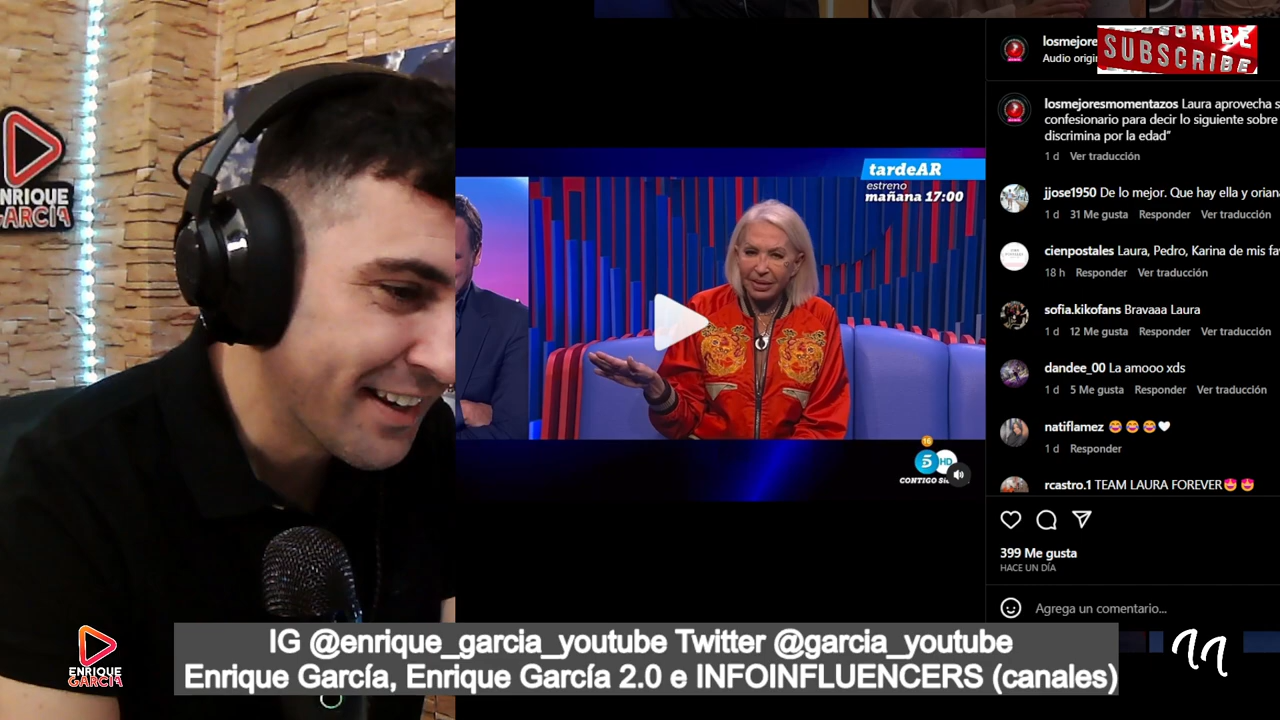 ENRIQUE
GARCÍA
tardeAR
estreno
mañana 17:00
16
5 HD
CONTIGO
losmejore
Audio origi
SUBSCRIBE
SUBSCRIBE
losmejoresmomentazos Laura aprovecha s
confesionario para decir lo siguiente sobre
discrimina por la edad"
1 d Ver traducción
jjose1950 De lo mejor. Que hay ella y orian
1 d 31 Me gusta Responder Ver traducción
cienpostales Laura, Pedro, Karina de mis fa
18 h Responder Ver traducción
sofia.kikofans Bravaaa Laura
1 d 12 Me gusta Responder Ver traducción
dandee_00 La amooo xds
1 d 5 Me gusta Responder Ver traducción
natiflamez 😂😂😂🤍
1 d Responder
rcastro.1 TEAM LAURA FOREVER😍😍
399 Me gusta
HACE UN DÍA
Agrega un comentario...
ENRIQUE
GARCÍA
IG @enrique_garcia_youtube Twitter @garcia_youtube
Enrique García, Enrique García 2.0 e INFOINFLUENCERS (canales)